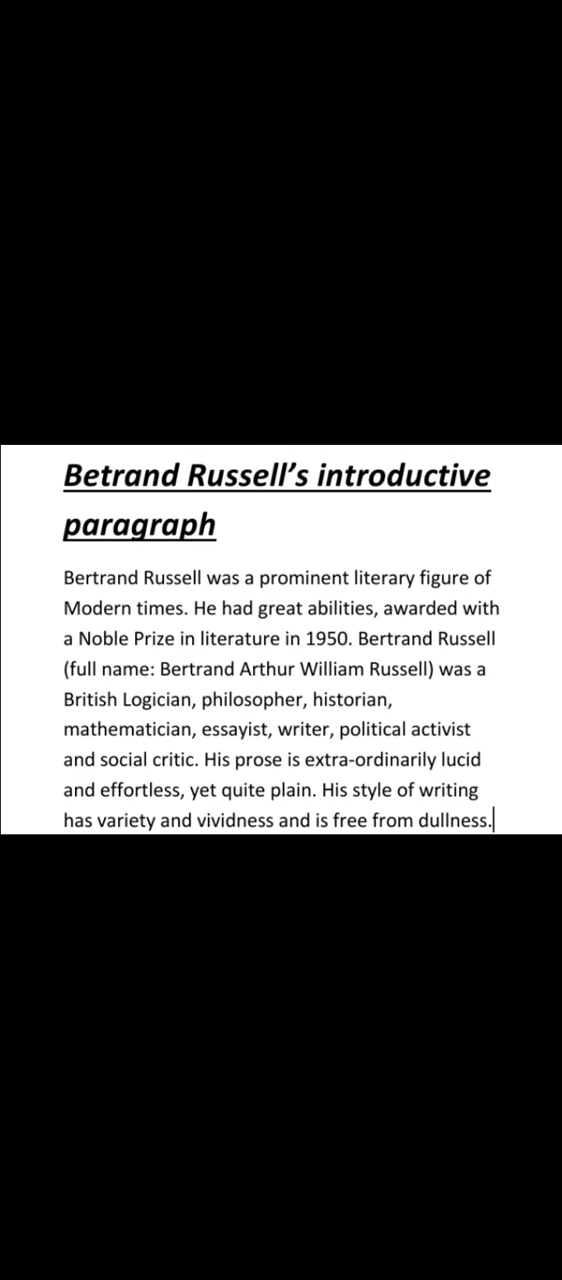 Betrand Russell’s introductive
paragraph
Bertrand Russell was a prominent literary figure of
Modern times. He had great abilities, awarded with
a Noble Prize in literature in 1950. Bertrand Russell
(full name: Bertrand Arthur William Russell) was a
British Logician, philosopher, historian,
mathematician, essayist, writer, political activist
and social critic. His prose is extra-ordinarily lucid
and effortless, yet quite plain. His style of writing
has variety and vividness and is free from dullness.